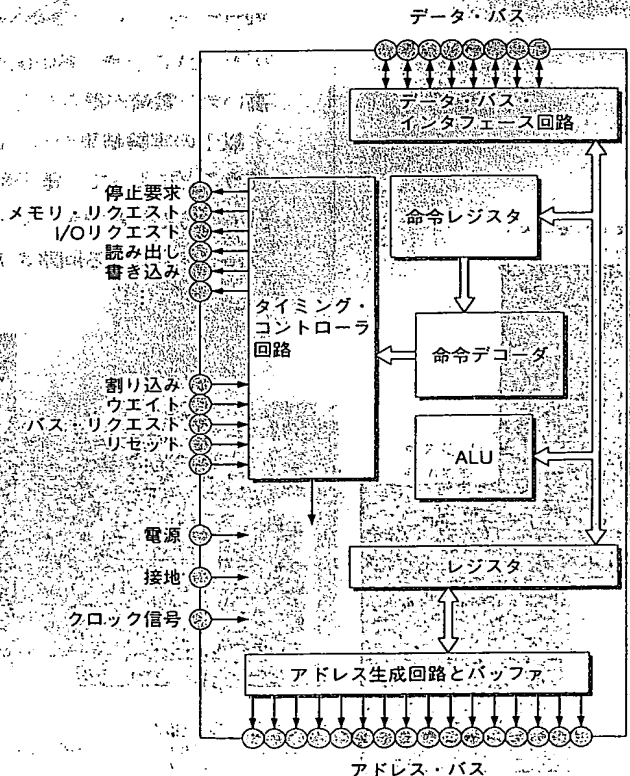 データ・バス
データ・バス・
インタフェース回路
停止要求
メモリ・リクエスト
I/Oリクエスト
読み出し
書き込み
⋮
命令レジスタ
タイミング・
コントローラ
回路
命令デコーダ
割り込み
ウエイト
バス・リクエスト
リセット
⋮
ALU
電源
接地
クロック信号
レジスタ
アドレス生成回路とバッファ
アドレス・バス